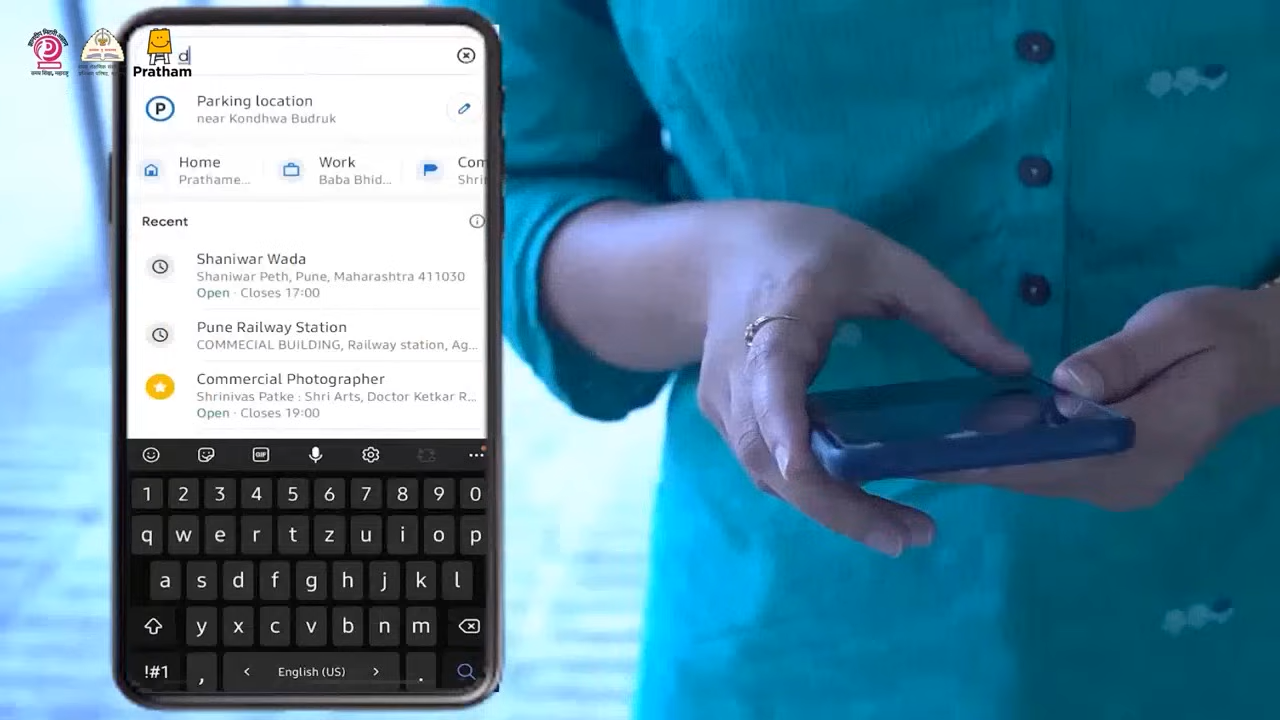 Pratham
d
Parking location
near Kondhwa Budruk
Home
Prathame...
Work
Baba Bhid...
Com
Shri
Recent
Shaniwar Wada
Shaniwar Peth, Pune, Maharashtra 411030
Open · Closes 17:00
Pune Railway Station
COMMECIAL BUILDING, Railway station, Ag...
Commercial Photographer
Shrinivas Patke : Shri Arts, Doctor Ketkar R...
Open · Closes 19:00
GIF
1 2 3 4 5 6 7 8 9 0
q w e r t z u i o p
a s d f g h j k l
y x c v b n m
!#1 , < English (US) > .